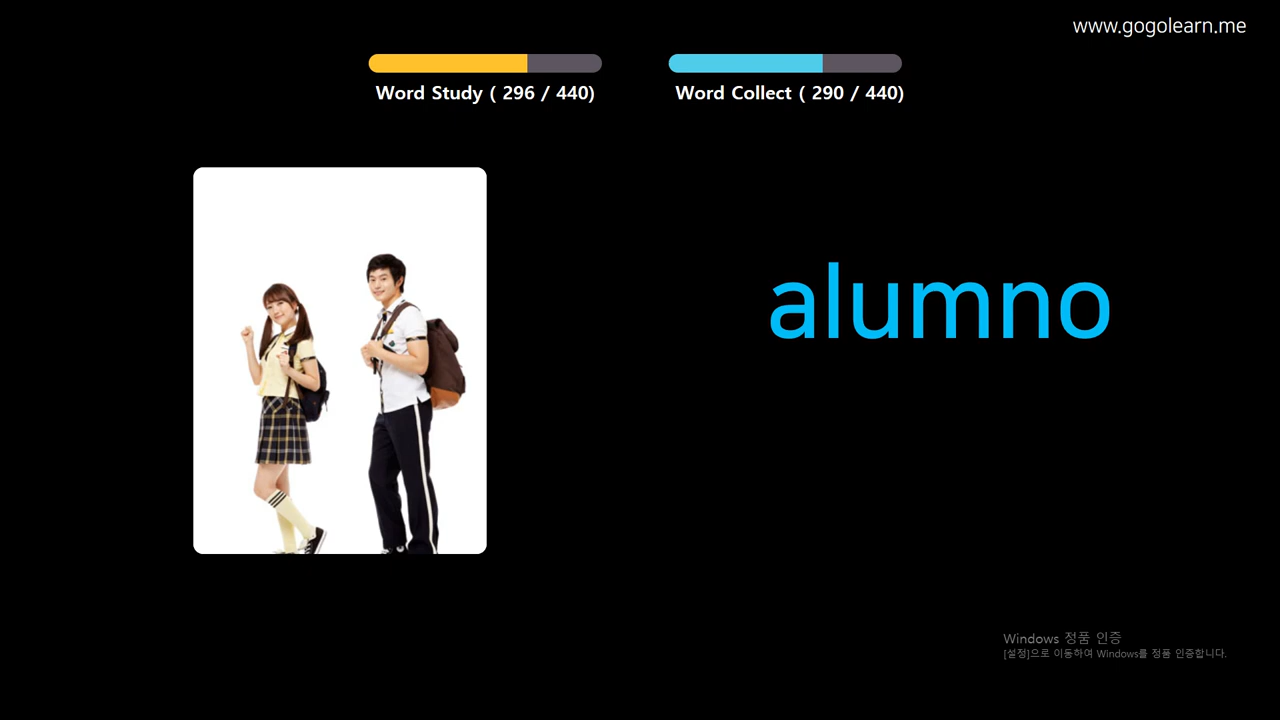 www.gogolearn.me
Word Study ( 296 / 440)
Word Collect ( 290 / 440)
alumno
Windows 정품 인증
[설정]으로 이동하여 Windows를 정품 인증합니다.